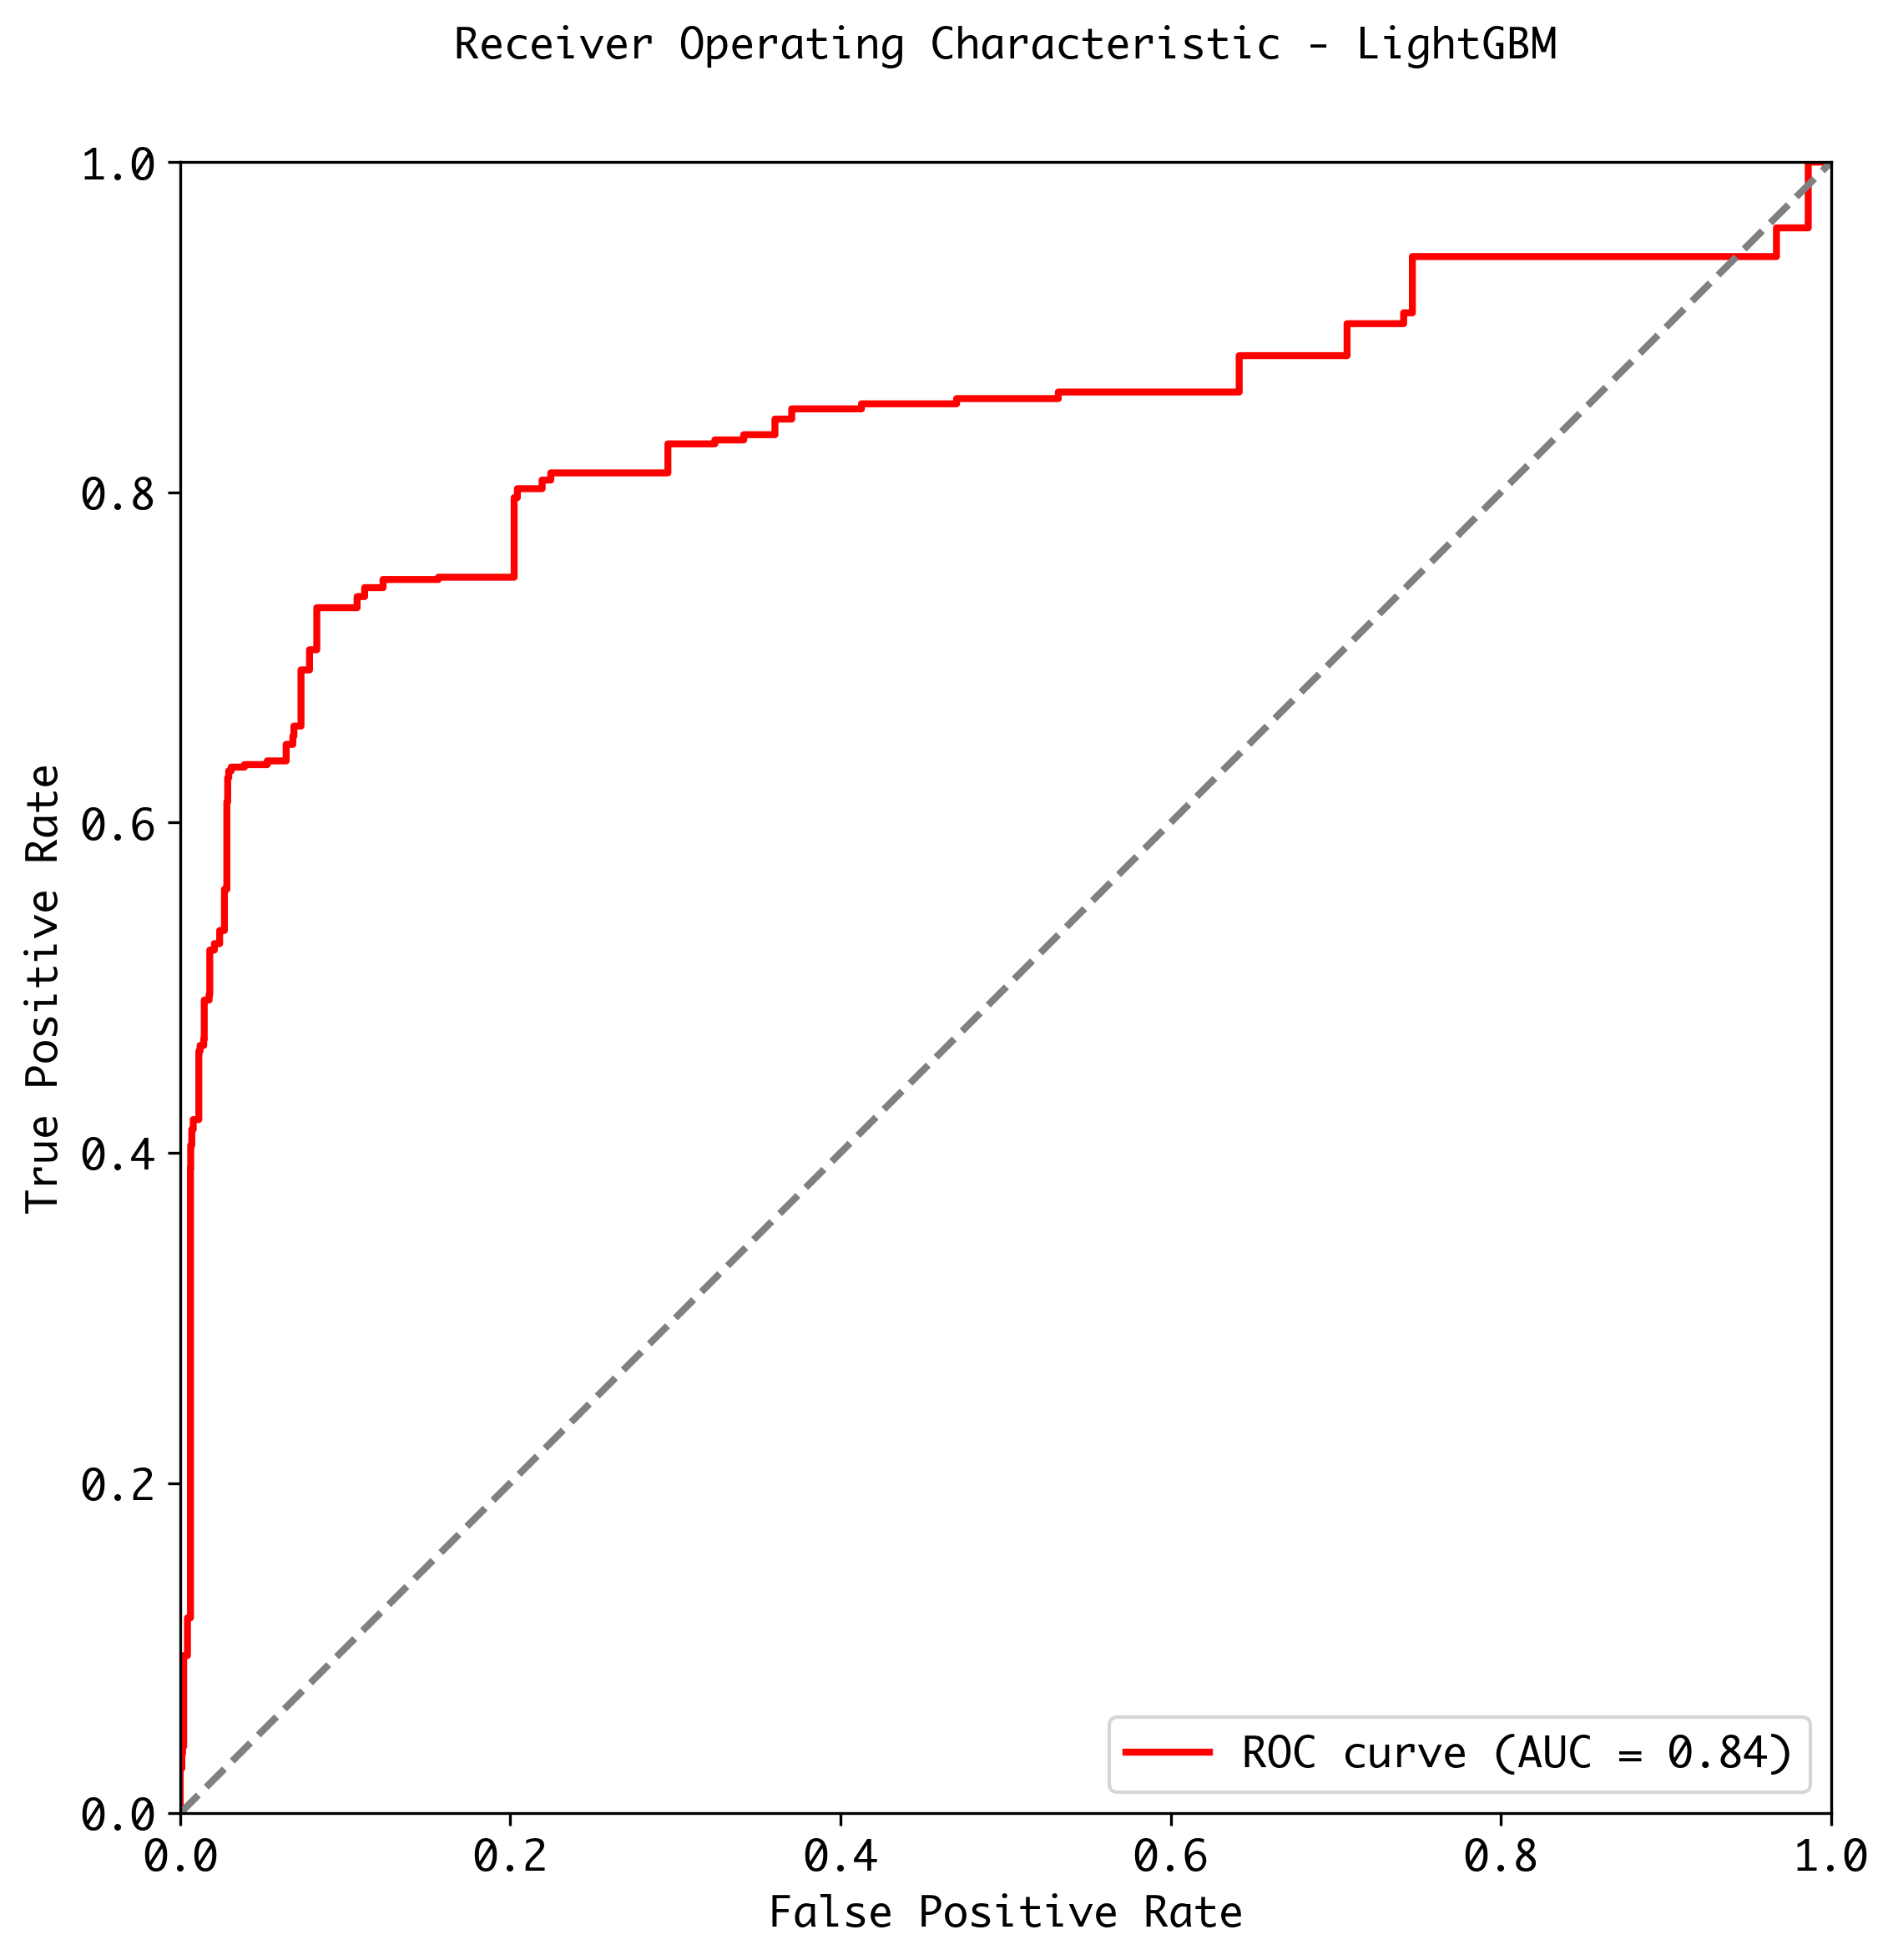 Receiver Operating Characteristic - LightGBM
1.0
0.8
0.6
0.4
0.2
0.0
True Positive Rate
ROC curve (AUC = 0.84)
0.0 0.2 0.4 0.6 0.8 1.0
False Positive Rate